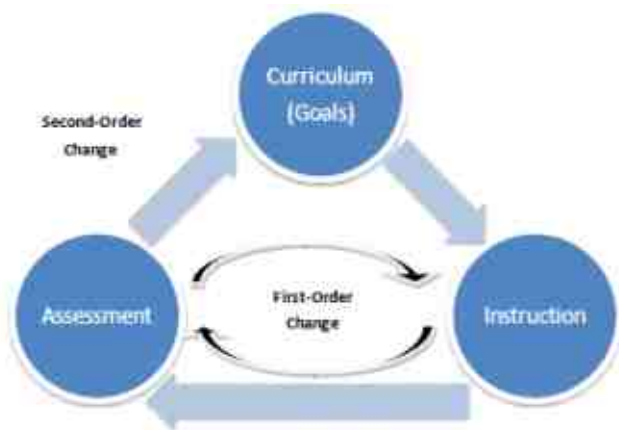 Curriculum
(Goals)
Second-Order
Change
Assessment
First-Order
Change
Instruction